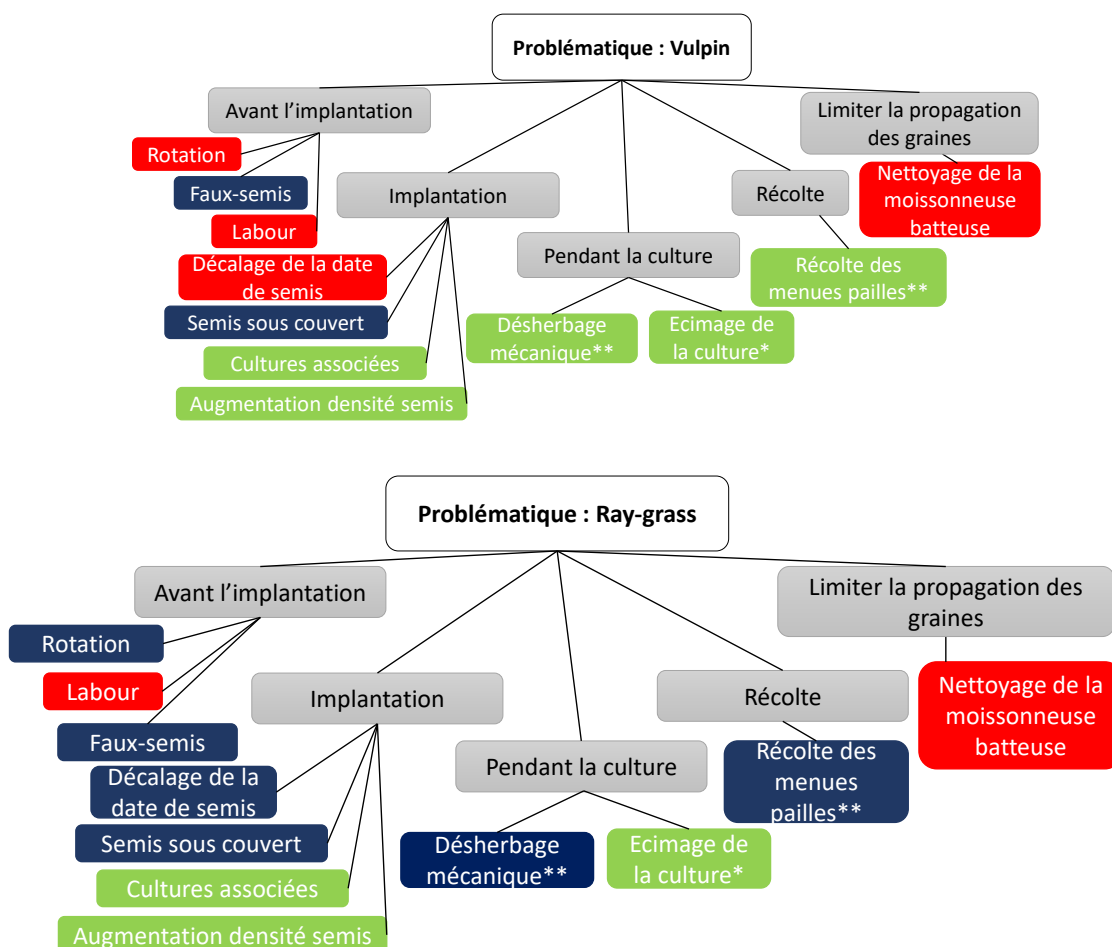 Problématique : Vulpin
Avant l'implantation
Rotation
Faux-semis
Labour
Implantation
Décalage de la date
de semis
Semis sous couvert
Cultures associées
Augmentation densité semis
Pendant la culture
Désherbage
mécanique**
Ecimage de
la culture*
Récolte
Récolte des
menues pailles**
Limiter la propagation
des graines
Nettoyage de la
moissonneuse
batteuse
Problématique : Ray-grass
Avant l'implantation
Rotation
Labour
Faux-semis
Implantation
Décalage de la
date de semis
Semis sous couvert
Cultures associées
Augmentation densité semis
Pendant la culture
Désherbage
mécanique**
Ecimage de
la culture*
Récolte
Récolte des
menues
pailles**
Limiter la propagation des
graines
Nettoyage de la
moissonneuse
batteuse